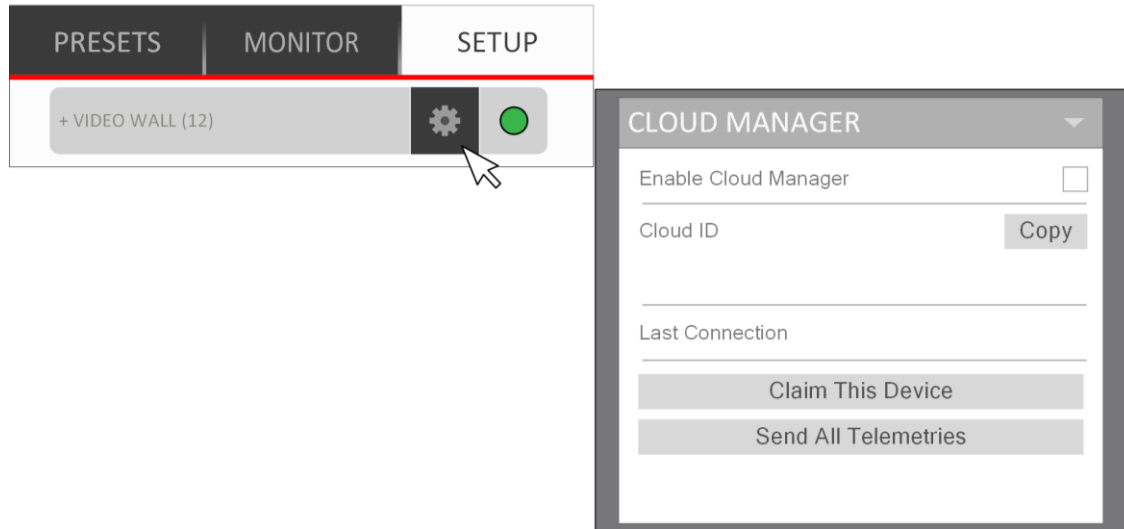 PRESETS MONITOR SETUP
+ VIDEO WALL (12)
CLOUD MANAGER
Enable Cloud Manager
Cloud ID Copy
Last Connection
Claim This Device
Send All Telemetries